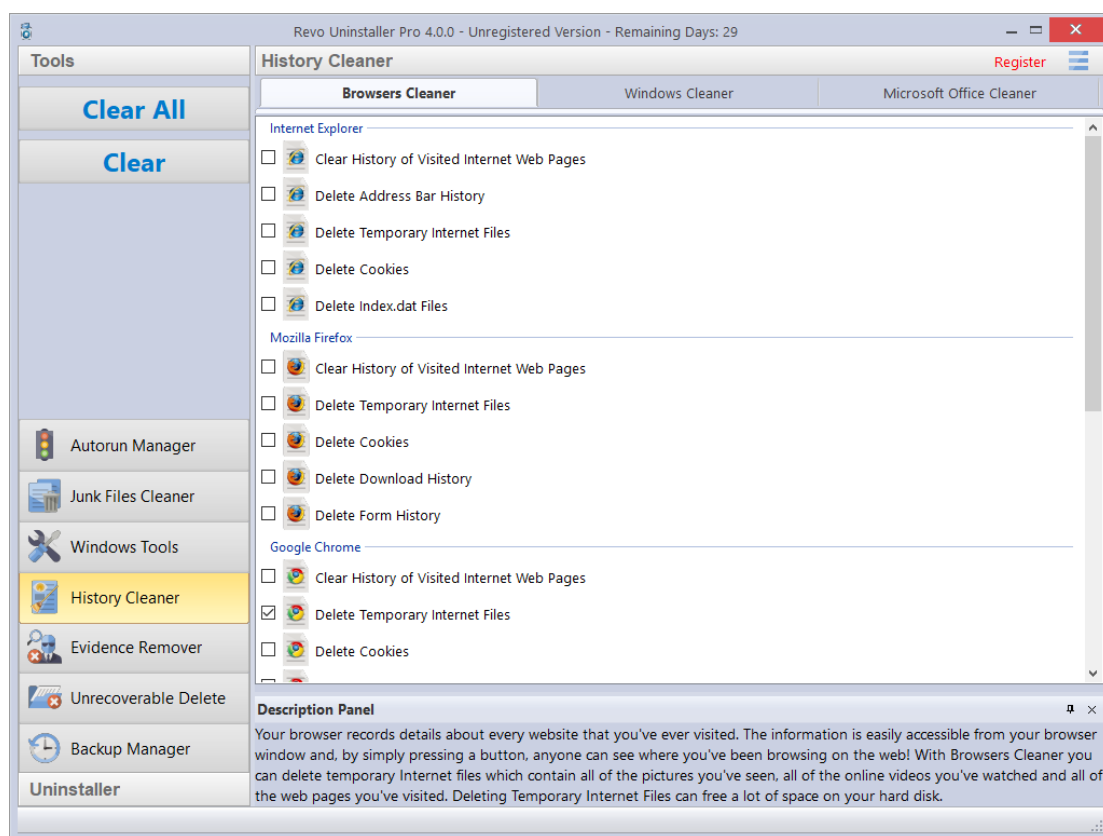 Revo Uninstaller Pro 4.0.0 - Unregistered Version - Remaining Days: 29
Tools
Clear All
Clear
Autorun Manager
Junk Files Cleaner
Windows Tools
History Cleaner
Evidence Remover
Unrecoverable Delete
Backup Manager
Uninstaller
History Cleaner
Register
Browsers Cleaner
Windows Cleaner
Microsoft Office Cleaner
Internet Explorer
Clear History of Visited Internet Web Pages
Delete Address Bar History
Delete Temporary Internet Files
Delete Cookies
Delete Index.dat Files
Mozilla Firefox
Clear History of Visited Internet Web Pages
Delete Temporary Internet Files
Delete Cookies
Delete Download History
Delete Form History
Google Chrome
Clear History of Visited Internet Web Pages
Delete Temporary Internet Files
Delete Cookies
Description Panel
Your browser records details about every website that you've ever visited. The information is easily accessible from your browser
window and, by simply pressing a button, anyone can see where you've been browsing on the web! With Browsers Cleaner you
can delete temporary Internet files which contain all of the pictures you've seen, all of the online videos you've watched and all of
the web pages you've visited. Deleting Temporary Internet Files can free a lot of space on your hard disk.